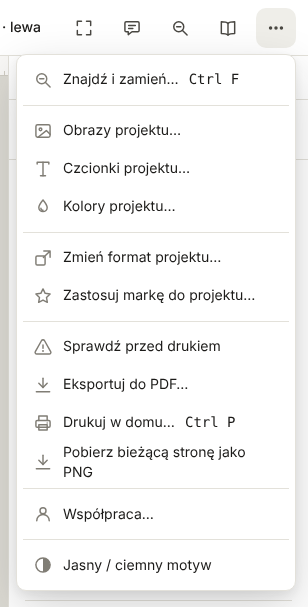 · lewa
Znajdź i zamień... Ctrl F
Obrazy projektu...
Czcionki projektu...
Kolory projektu...
Zmień format projektu...
Zastosuj markę do projektu...
Sprawdź przed drukiem
Eksportuj do PDF...
Drukuj w domu... Ctrl P
Pobierz bieżącą stronę jako
PNG
Współpraca...
Jasny / ciemny motyw